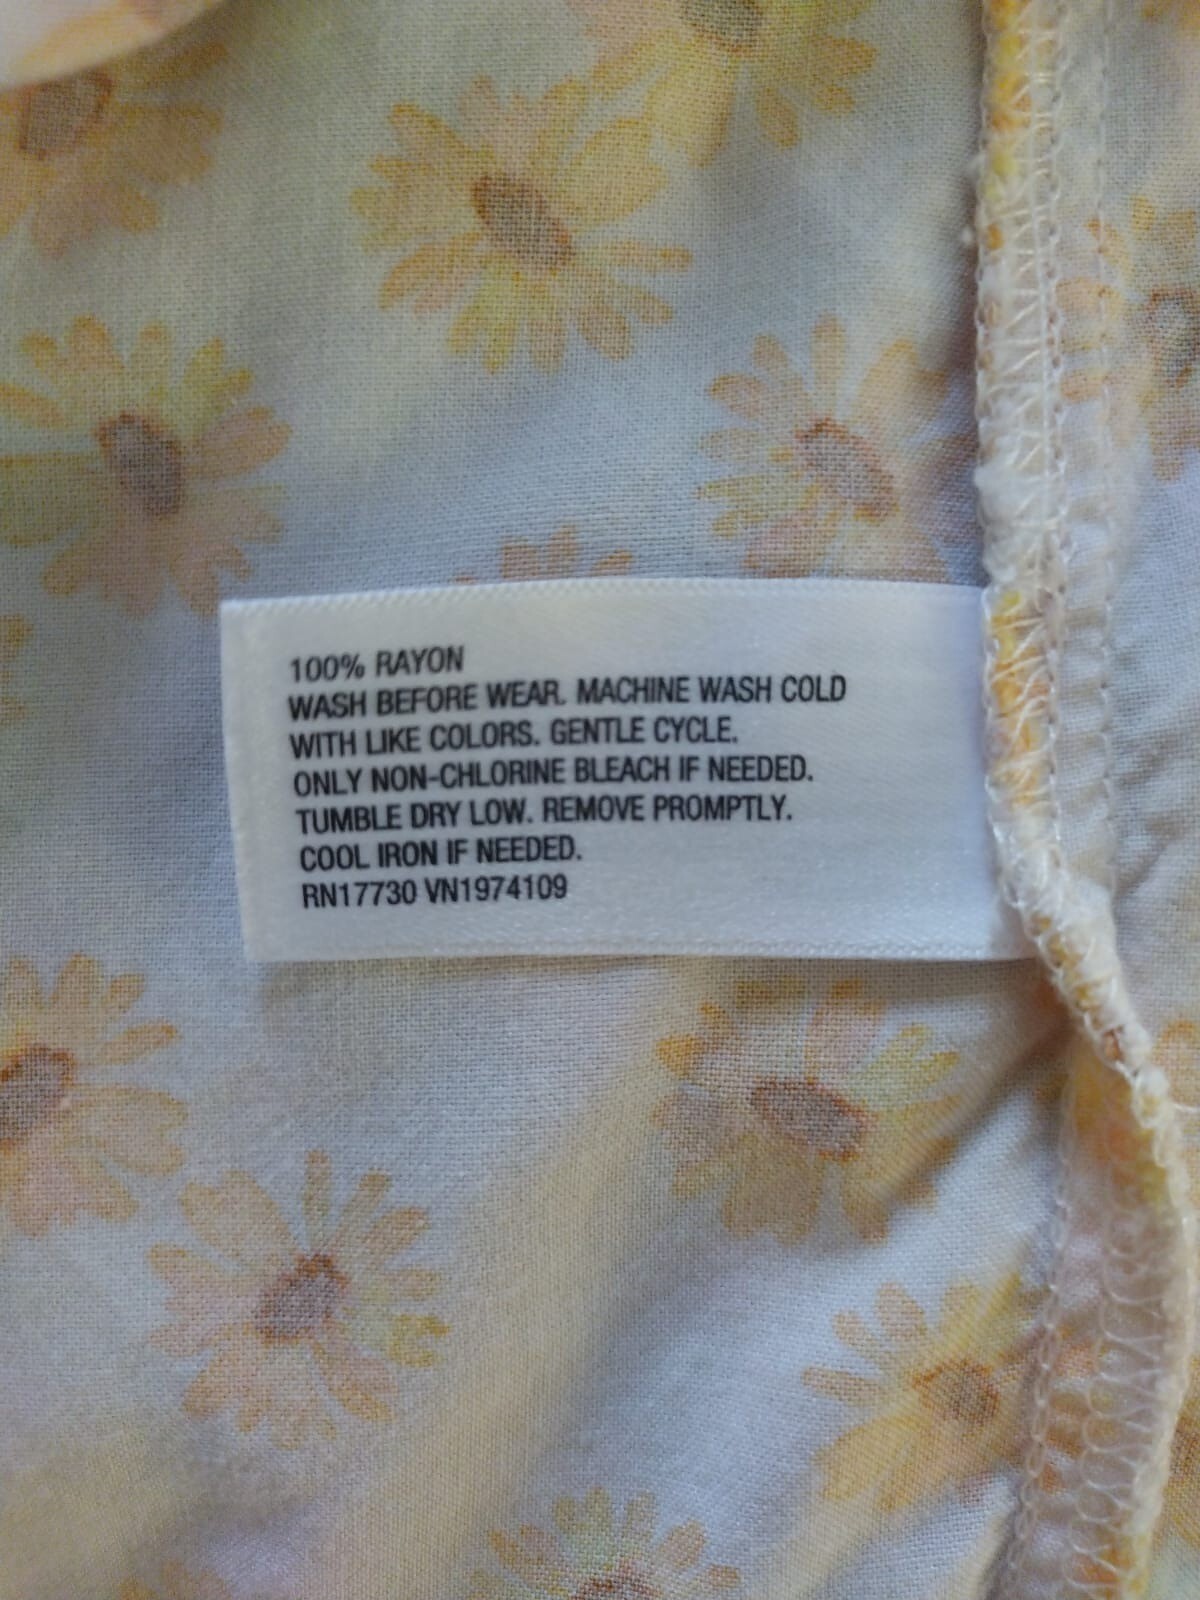 100% RAYON
WASH BEFORE WEAR. MACHINE WASH COLD
WITH LIKE COLORS. GENTLE CYCLE.
ONLY NON-CHLORINE BLEACH IF NEEDED.
TUMBLE DRY LOW. REMOVE PROMPTLY.
COOL IRON IF NEEDED.
RN17730 VN1974109